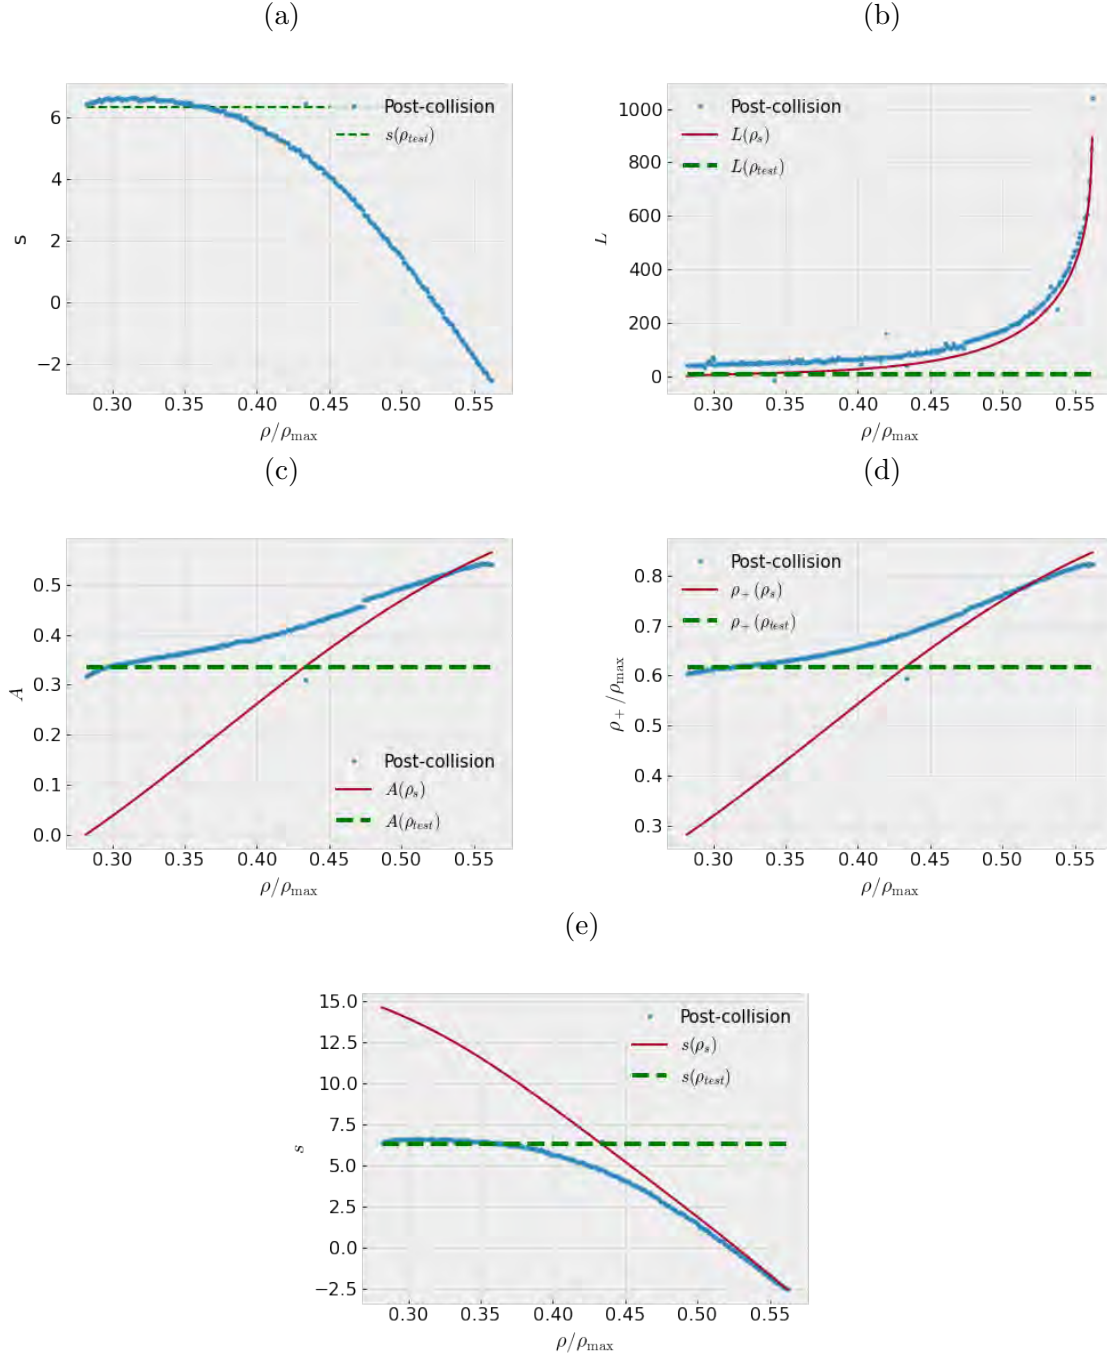 (a)
Post-collision
s(ρ_test)
6
4
2
0
−2
s
0.30 0.35 0.40 0.45 0.50 0.55
ρ/ρ_max
(b)
Post-collision
L(ρ_s)
L(ρ_test)
1000
800
600
400
200
0
L
0.30 0.35 0.40 0.45 0.50 0.55
ρ/ρ_max
(c)
0.5
0.4
0.3
0.2
0.1
0.0
A
Post-collision
A(ρ_s)
A(ρ_test)
0.30 0.35 0.40 0.45 0.50 0.55
ρ/ρ_max
(d)
Post-collision
ρ_+(ρ_s)
ρ_+(ρ_test)
0.8
0.7
0.6
0.5
0.4
0.3
ρ_+/ρ_max
0.30 0.35 0.40 0.45 0.50 0.55
ρ/ρ_max
(e)
Post-collision
s(ρ_s)
s(ρ_test)
15.0
12.5
10.0
7.5
5.0
2.5
0.0
−2.5
s
0.30 0.35 0.40 0.45 0.50 0.55
ρ/ρ_max